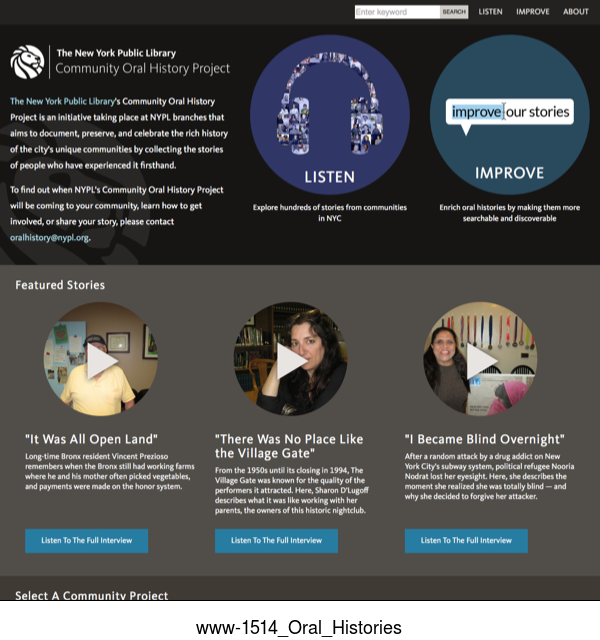 Enter keyword SEARCH LISTEN IMPROVE ABOUT
The New York Public Library
Community Oral History Project
The New York Public Library's Community Oral History
Project is an initiative taking place at NYPL branches that
aims to document, preserve, and celebrate the rich history
of the city's unique communities by collecting the stories
of people who have experienced it firsthand.
To find out when NYPL's Community Oral History Project
will be coming to your community, learn how to get
involved, or share your story, please contact
oralhistory@nypl.org.
LISTEN
Explore hundreds of stories from communities
in NYC
improve our stories
IMPROVE
Enrich oral histories by making them more
searchable and discoverable
Featured Stories
"It Was All Open Land"
Long-time Bronx resident Vincent Prezioso
remembers when the Bronx still had working farms
where he and his mother often picked vegetables,
and payments were made on the honor system.
Listen To The Full Interview
"There Was No Place Like
the Village Gate"
From the 1950s until its closing in 1994, The
Village Gate was known for the quality of the
performers it attracted. Here, Sharon D'Lugoff
describes what it was like working with her
parents, the owners of this historic nightclub.
Listen To The Full Interview
"I Became Blind Overnight"
After a random attack by a drug addict on New
York City's subway system, political refugee Nooria
Nodrat lost her eyesight. Here, she describes the
moment she realized she was totally blind — and
why she decided to forgive her attacker.
Listen To The Full Interview
Select A Community Project
www-1514_Oral_Histories